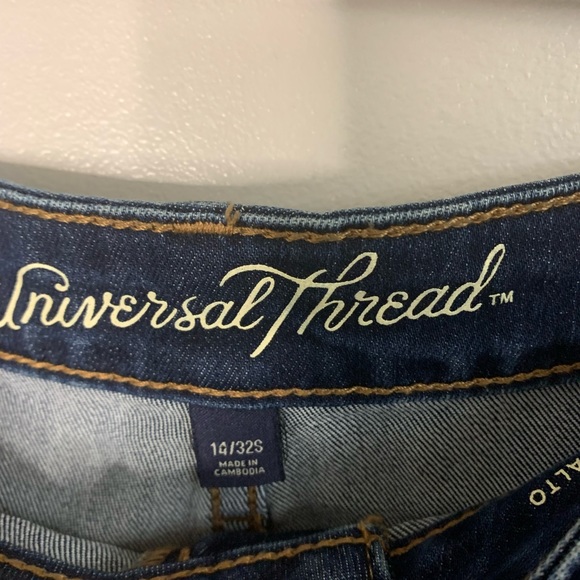 Universal Thread™
14/32S
MADE IN
CAMBODIA
ALTO